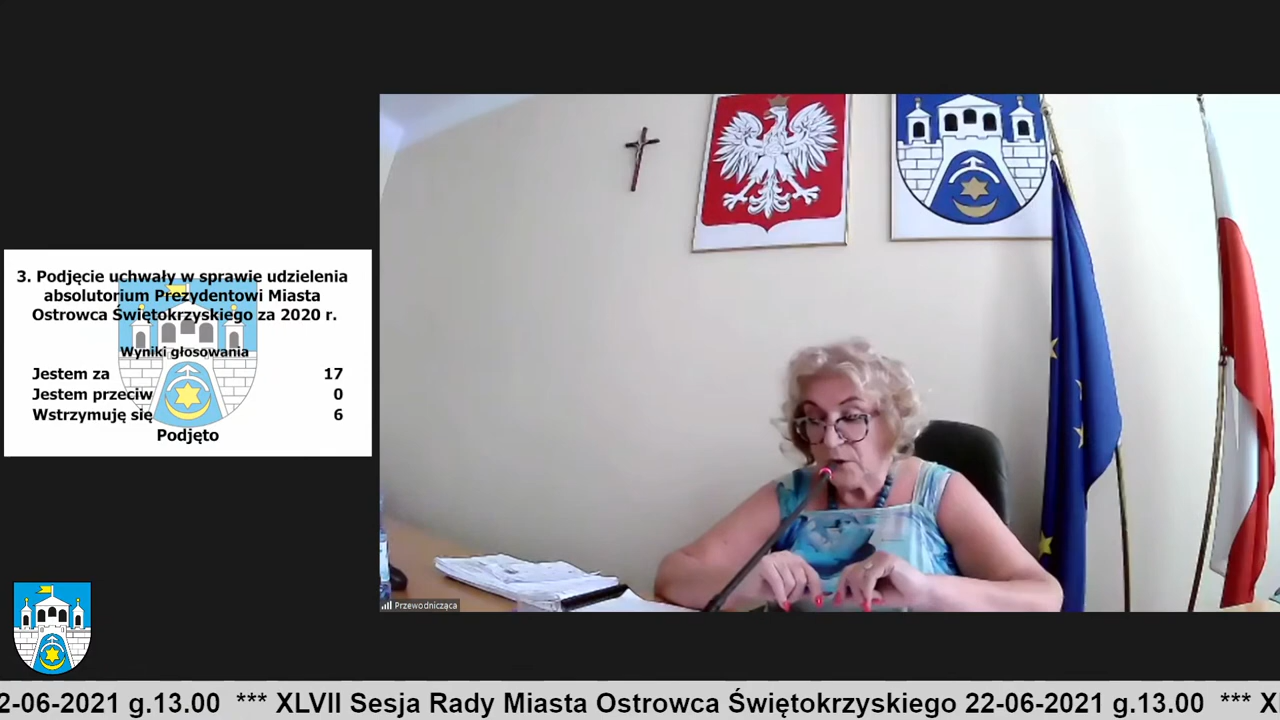 3. Podjęcie uchwały w sprawie udzielenia
absolutorium Prezydentowi Miasta
Ostrowca Świętokrzyskiego za 2020 r.
Wyniki głosowania
Jestem za 17
Jestem przeciw 0
Wstrzymuję się 6
Podjęto
Przewodnicząca
2-06-2021 g.13.00 *** XLVII Sesja Rady Miasta Ostrowca Świętokrzyskiego 22-06-2021 g.13.00 *** X